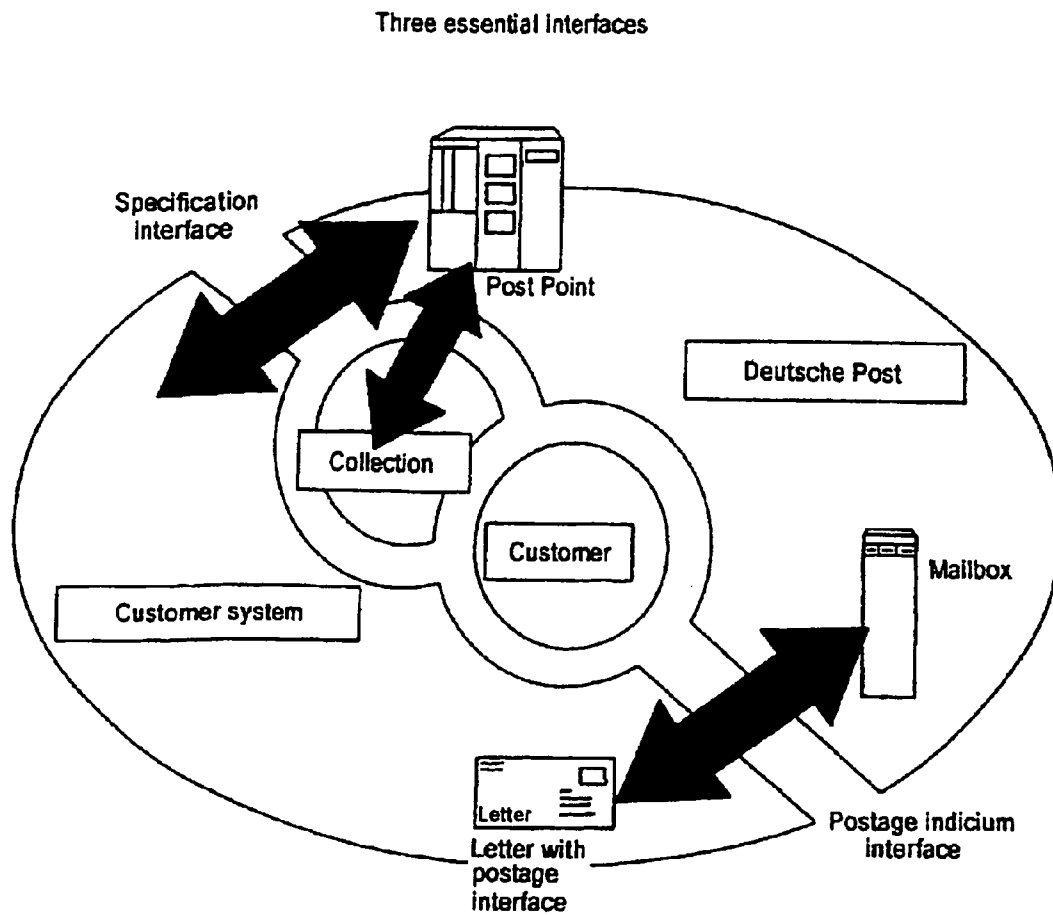 Three essential interfaces
Specification
interface
Post Point
Deutsche Post
Collection
Customer
Mailbox
Customer system
Letter
Letter with
postage
interface
Postage indicium
interface